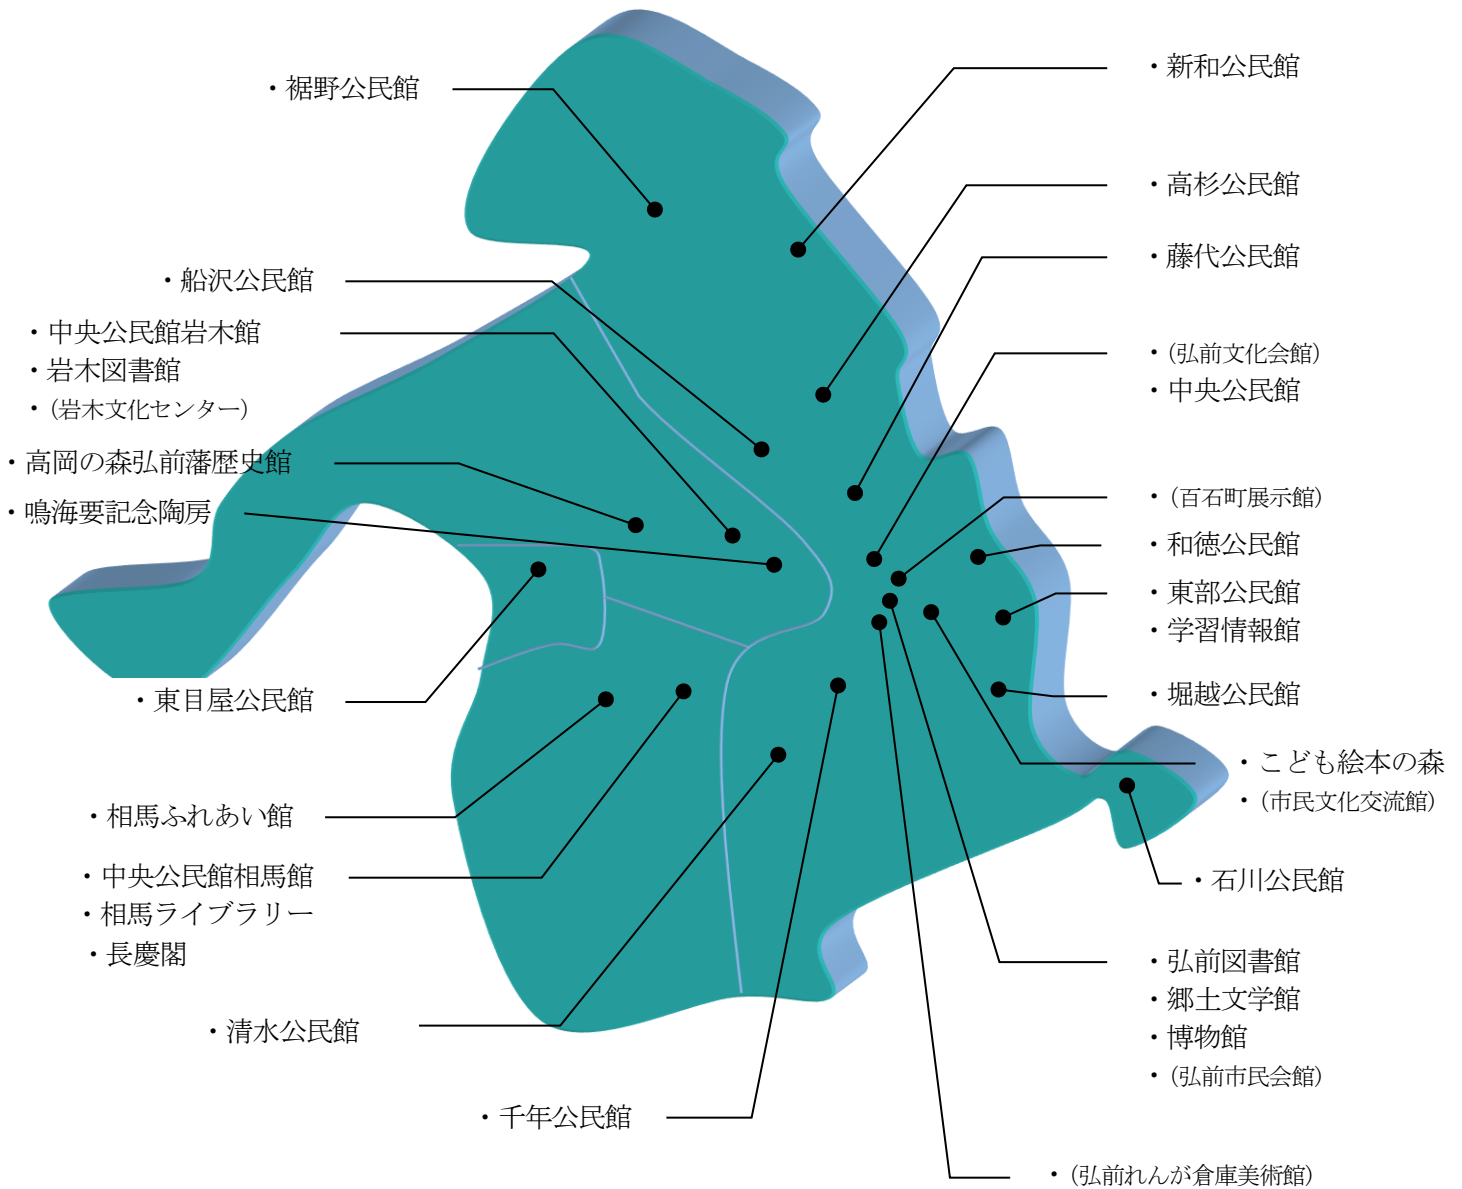 ・裾野公民館
・船沢公民館
・中央公民館岩木館
・岩木図書館
・（岩木文化センター）
・高岡の森弘前藩歴史館
・鳴海要記念陶房
・東目屋公民館
・相馬ふれあい館
・中央公民館相馬館
・相馬ライブラリー
・長慶閣
・清水公民館
・千年公民館
・新和公民館
・高杉公民館
・藤代公民館
・（弘前文化会館）
・中央公民館
・（百石町展示館）
・和徳公民館
・東部公民館
・学習情報館
・堀越公民館
・こども絵本の森
・（市民文化交流館）
・石川公民館
・弘前図書館
・郷土文学館
・博物館
・（弘前市民会館）
・（弘前れんが倉庫美術館）